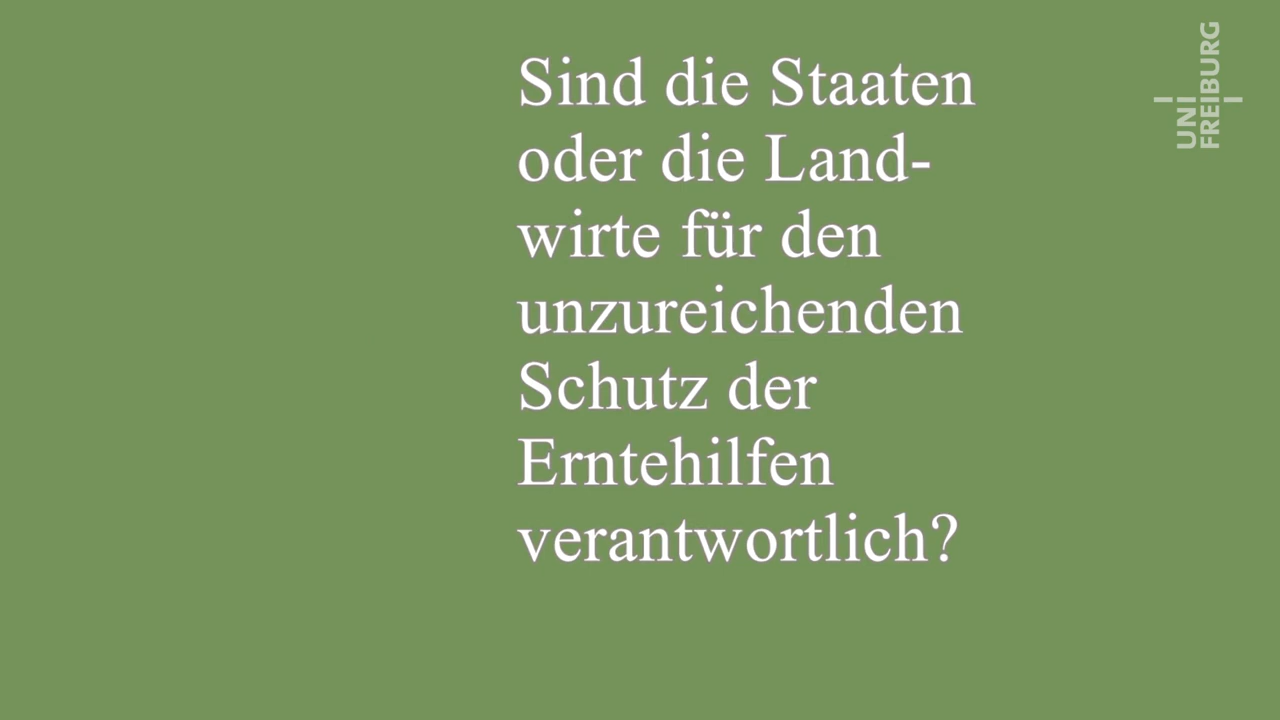 Sind die Staaten
oder die Land-
wirte für den
unzureichenden
Schutz der
Erntehilfen
verantwortlich?
UNI
FREIBURG